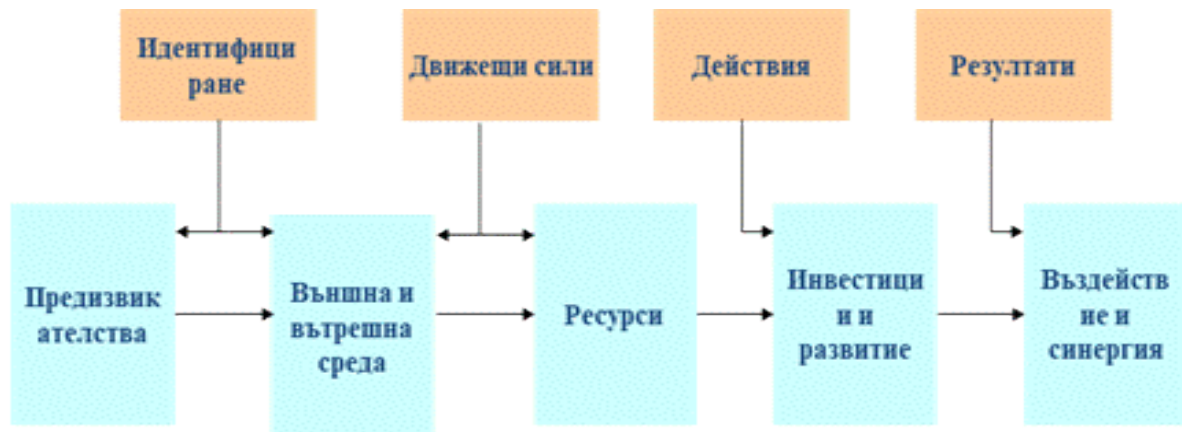 Идентифици
ране
Движещи сили
Действия
Резултати
Предизвик
ателства
Външна и
вътрешна
среда
Ресурси
Инвестици
и и
развитие
Въздейств
ие и
синергия